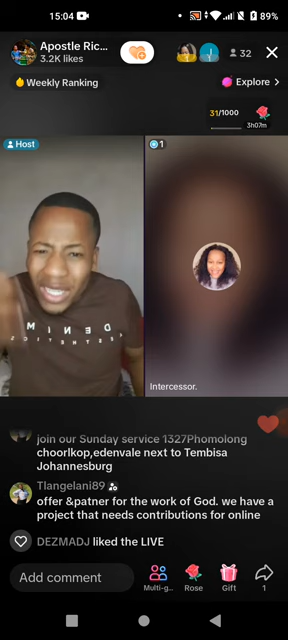 15:04
89%
Apostle Ric...
3.2K likes
32
Weekly Ranking
Explore >
31/1000
3h07m
Host
1
DENIM
AESTHETICS
Intercessor.
join our Sunday service 1327Phomolong
choorlkop,edenvale next to Tembisa
Johannesburg
Tlangelani89
offer &patner for the work of God. we have a
project that needs contributions for online
DEZMADJ liked the LIVE
Add comment
Multi-g...
Rose
Gift
1